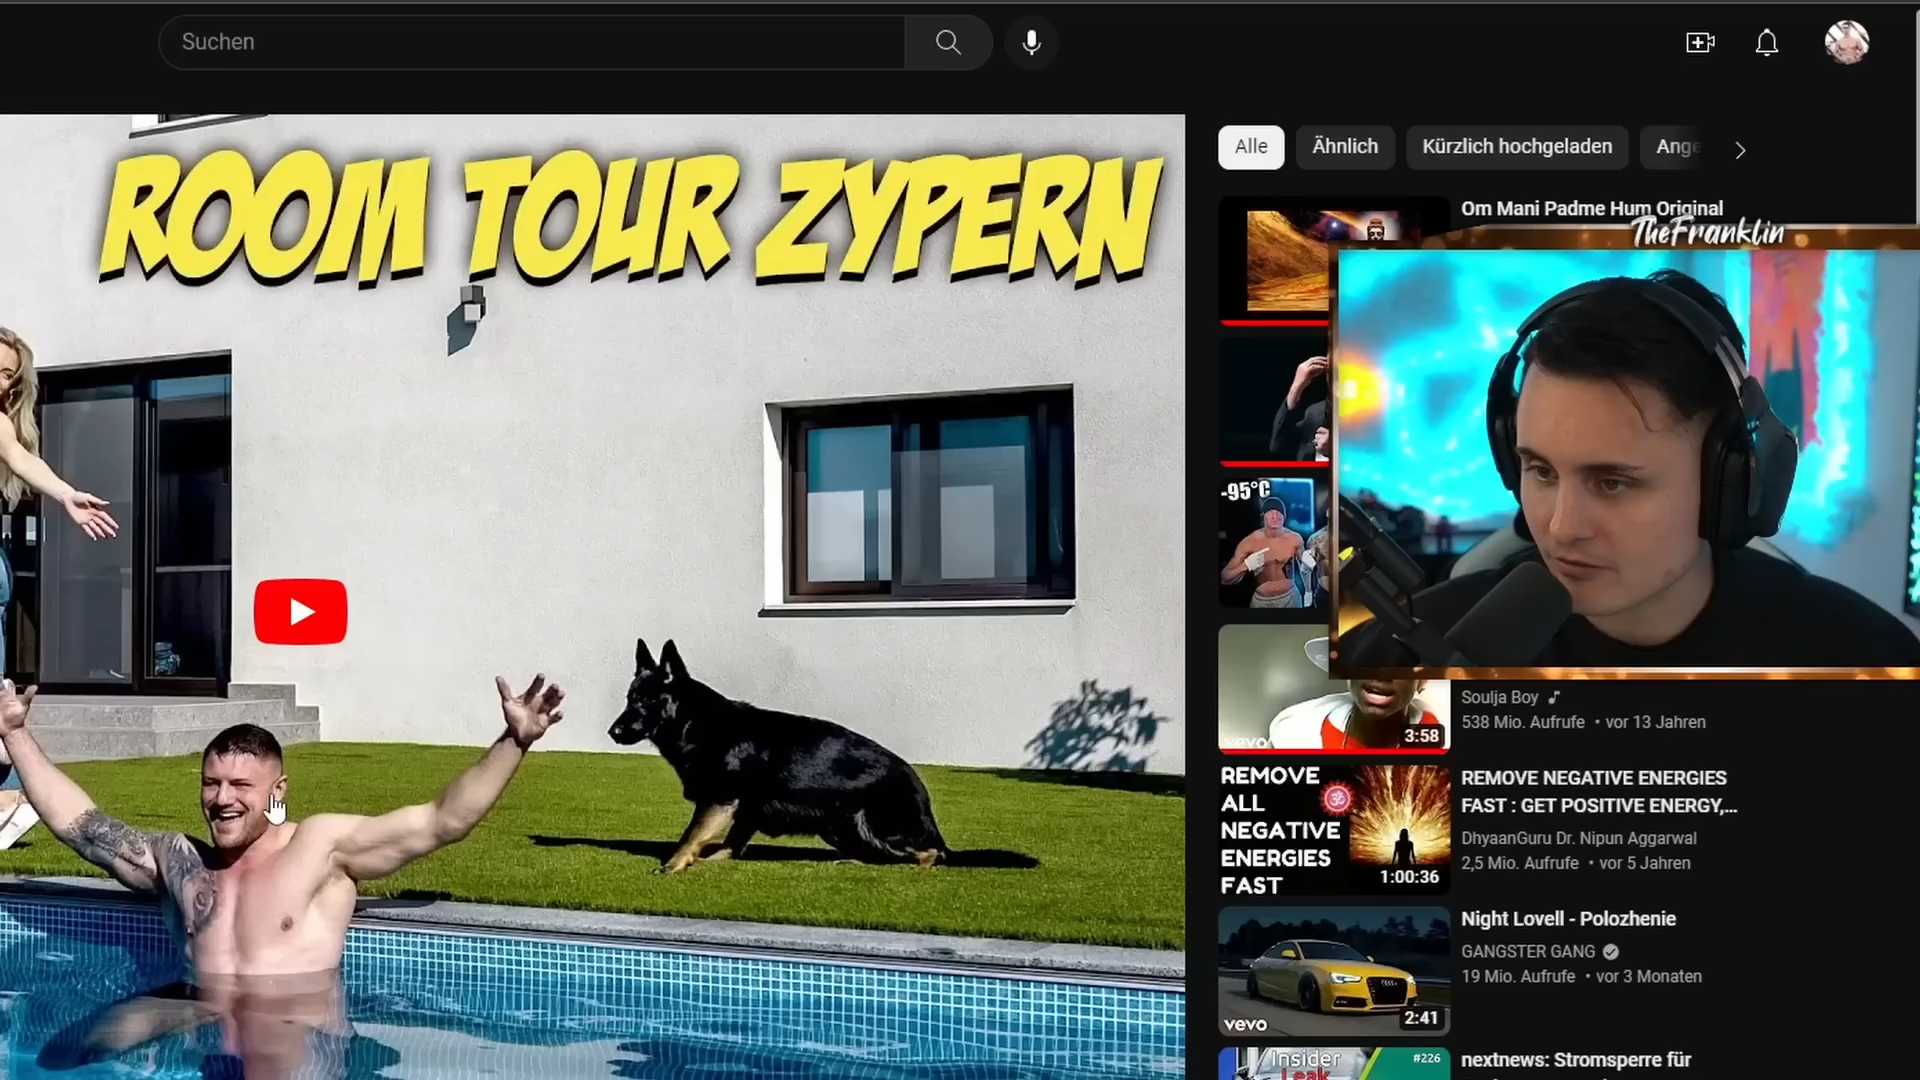 Suchen
ROOM TOUR ZYPERN
Alle
Ähnlich
Kürzlich hochgeladen
Ange
Om Mani Padme Hum Original
TheFranklin
-95°C
Soulja Boy
538 Mio. Aufrufe • vor 13 Jahren
vevo
3:58
REMOVE
ALL
NEGATIVE
ENERGIES
FAST
1:00:36
REMOVE NEGATIVE ENERGIES
FAST : GET POSITIVE ENERGY,...
DhyaanGuru Dr. Nipun Aggarwal
2,5 Mio. Aufrufe • vor 5 Jahren
vevo
2:41
Night Lovell - Polozhenie
GANGSTER GANG
19 Mio. Aufrufe • vor 3 Monaten
Insider
Leak
#226
nextnews: Stromsperre für